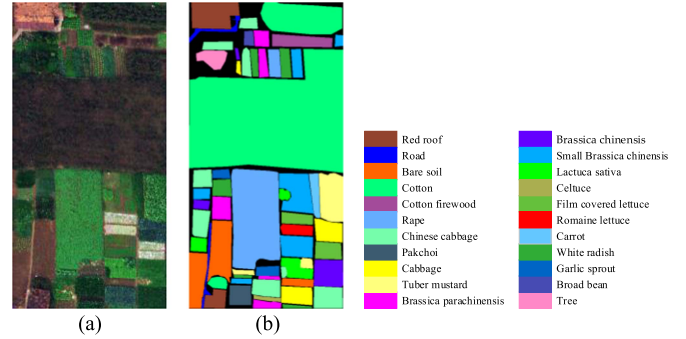 Red roof
Road
Bare soil
Cotton
Cotton firewood
Rape
Chinese cabbage
Pakchoi
Cabbage
Tuber mustard
Brassica parachinensis
Brassica chinensis
Small Brassica chinensis
Lactuca sativa
Celtuce
Film covered lettuce
Romaine lettuce
Carrot
White radish
Garlic sprout
Broad bean
Tree
(a)
(b)